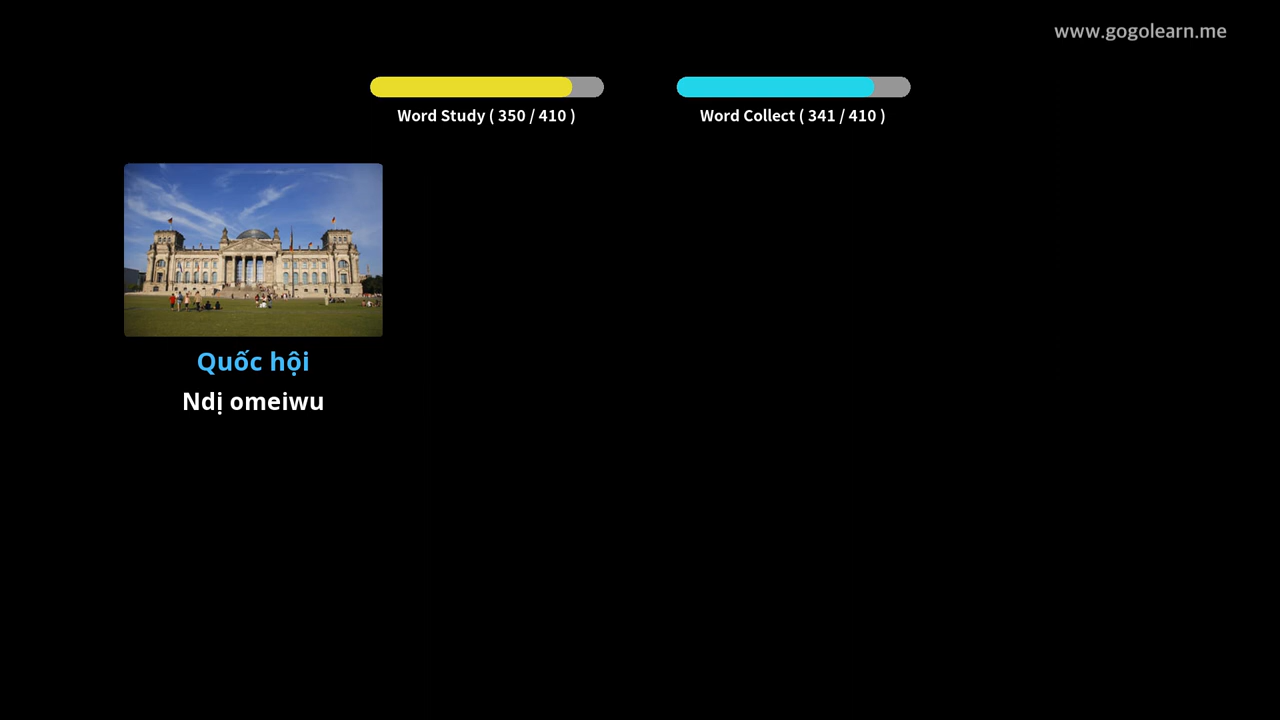 www.gogolearn.me
Word Study ( 350 / 410 )
Word Collect ( 341 / 410 )
Quốc hội
Ndị omeiwu